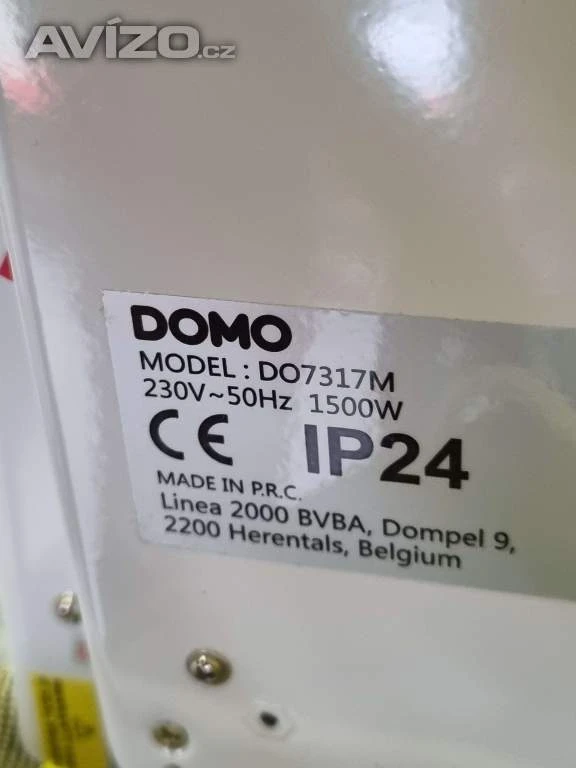 AVÍZO.cz
DOMO
MODEL : DO7317M
230V~50Hz 1500W
CE IP24
MADE IN P.R.C.
Linea 2000 BVBA, Dompel 9,
2200 Herentals, Belgium